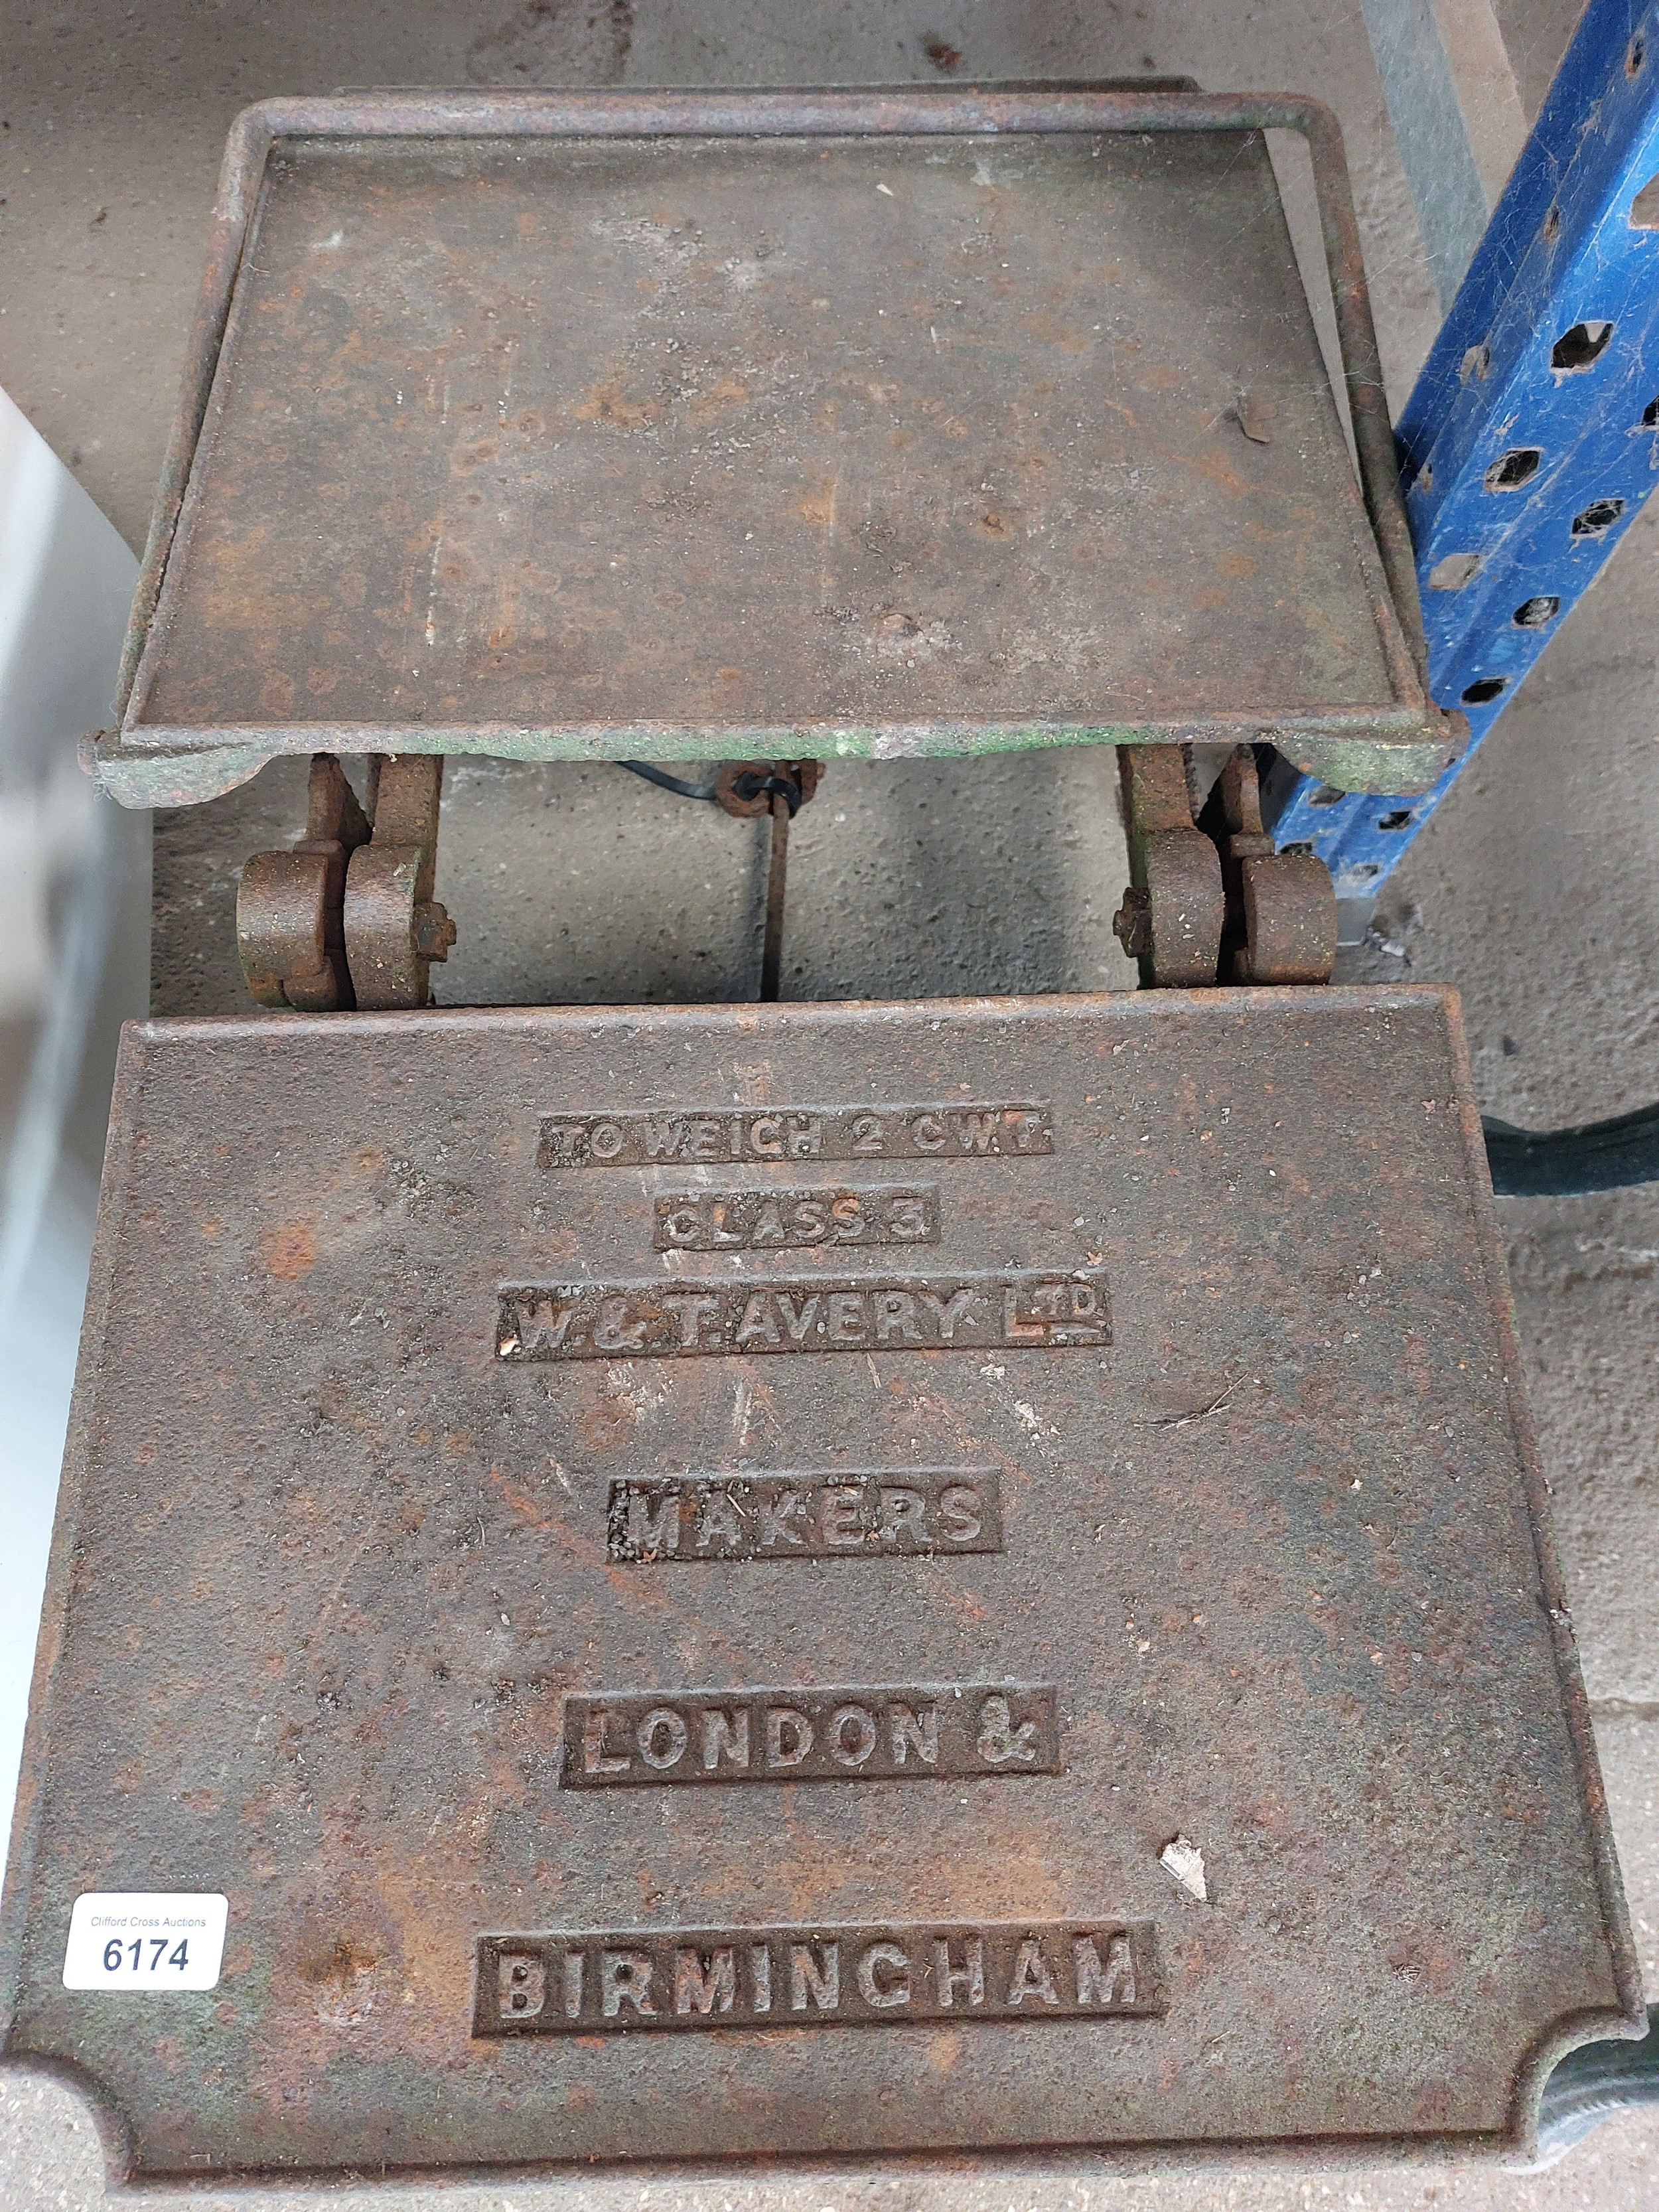 TO WEIGH 2 CWT.
CLASS 3
W. & T. AVERY LTD
MAKERS
LONDON &
BIRMINGHAM
Clifford Cross Auctions
6174